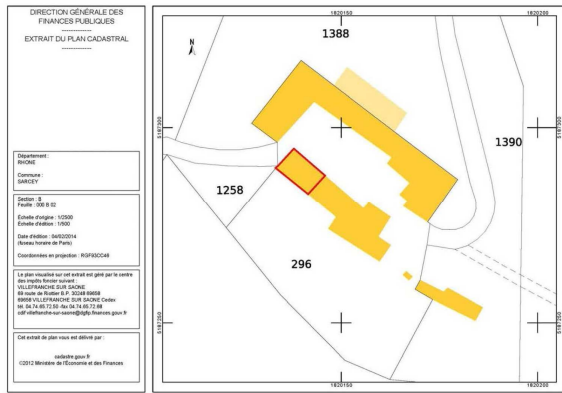 DIRECTION GÉNÉRALE DES
FINANCES PUBLIQUES
--------------
EXTRAIT DU PLAN CADASTRAL
--------------
Département :
RHONE
Commune :
SARCEY
Section : B
Feuille : 000 B 02
Échelle d'origine : 1/2500
Échelle d'édition : 1/500
Date d'édition : 04/02/2014
(fuseau horaire de Paris)
Coordonnées en projection : RGF93CC46
Le plan visualisé sur cet extrait est géré par le centre
des impôts foncier suivant :
VILLEFRANCHE SUR SAONE
69 route de Riottier B.P. 30248 69658
69658 VILLEFRANCHE SUR SAONE Cedex
tél. 04.74.65.72.50 -fax 04.74.65.72.68
cdif.villefranche-sur-saone@dgfip.finances.gouv.fr
Cet extrait de plan vous est délivré par :
cadastre.gouv.fr
©2012 Ministère de l'Économie et des Finances
1820150
1820200
N
1388
5187300
5187300
1390
1258
296
5187250
5187250
1820150
1820200